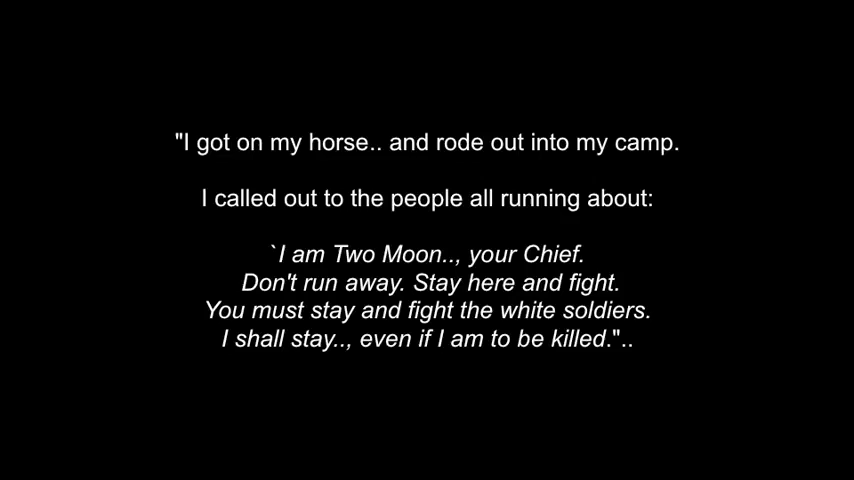 "I got on my horse.. and rode out into my camp.
I called out to the people all running about:
`I am Two Moon.., your Chief.
Don't run away. Stay here and fight.
You must stay and fight the white soldiers.
I shall stay.., even if I am to be killed."..